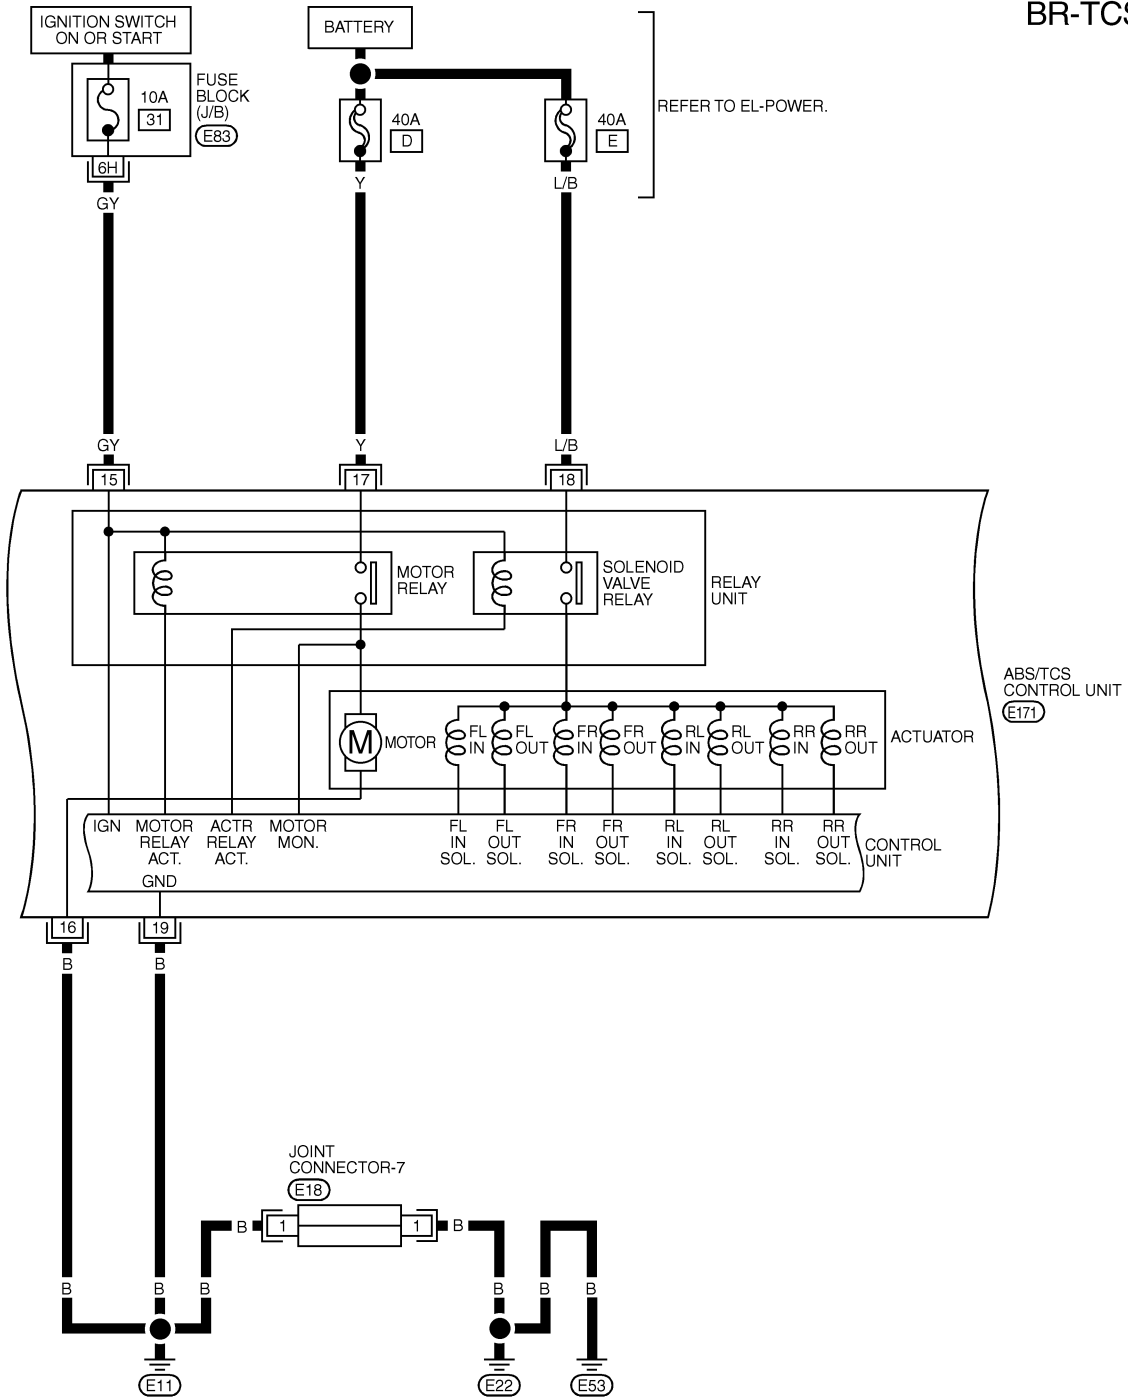 BR-TCS
IGNITION SWITCH
ON OR START
BATTERY
FUSE
BLOCK
(J/B)
E83
10A
31
40A
D
40A
E
REFER TO EL-POWER.
6H
GY
Y
L/B
GY
Y
L/B
15
17
18
MOTOR
RELAY
SOLENOID
VALVE
RELAY
RELAY
UNIT
ABS/TCS
CONTROL UNIT
E171
M
MOTOR
FL
IN
FL
OUT
FR
IN
FR
OUT
RL
IN
RL
OUT
RR
IN
RR
OUT
ACTUATOR
IGN
MOTOR
RELAY
ACT.
ACTR
RELAY
ACT.
MOTOR
MON.
FL
IN
SOL.
FL
OUT
SOL.
FR
IN
SOL.
FR
OUT
SOL.
RL
IN
SOL.
RL
OUT
SOL.
RR
IN
SOL.
RR
OUT
SOL.
CONTROL
UNIT
GND
16
19
B
B
JOINT
CONNECTOR-7
E18
B
1
1
B
B
B
B
B
B
B
E11
E22
E53